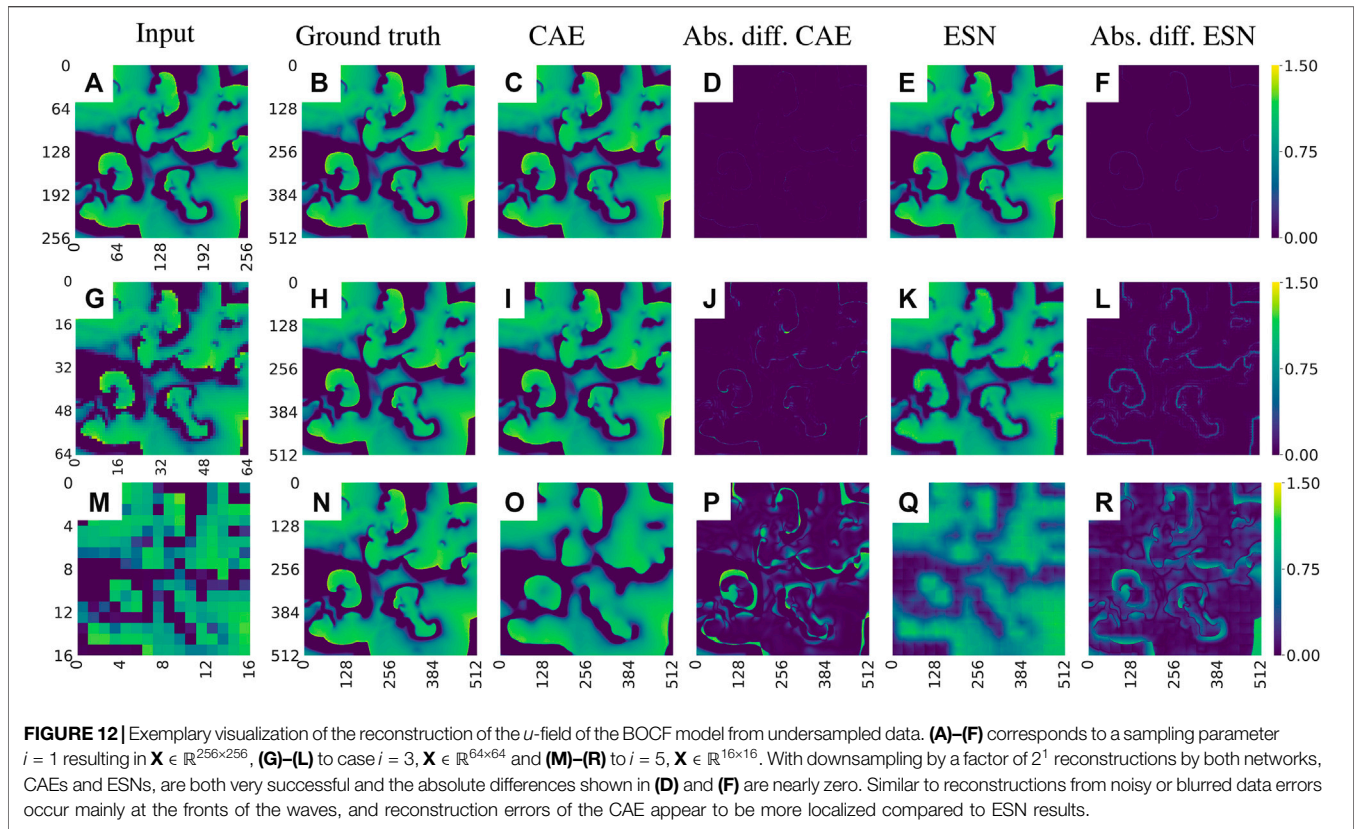 Input Ground truth CAE Abs. diff. CAE ESN Abs. diff. ESN
A B C D E F
0 64 128 192 256
0 64 128 192 256
0 128 256 384 512
1.50 0.75 0.00
G H I J K L
0 16 32 48 64
0 16 32 48 64
0 128 256 384 512
1.50 0.75 0.00
M N O P Q R
0 4 8 12 16
0 4 8 12 16
0 128 256 384 512
0 128 256 384 512
0 128 256 384 512
0 128 256 384 512
0 128 256 384 512
0 128 256 384 512
1.50 0.75 0.00
FIGURE 12 | Exemplary visualization of the reconstruction of the u-field of the BOCF model from undersampled data. (A)–(F) corresponds to a sampling parameter
i = 1 resulting in X ∈ ℝ²⁵⁶ˣ²⁵⁶, (G)–(L) to case i = 3, X ∈ ℝ⁶⁴ˣ⁶⁴ and (M)–(R) to i = 5, X ∈ ℝ¹⁶ˣ¹⁶. With downsampling by a factor of 2¹ reconstructions by both networks,
CAEs and ESNs, are both very successful and the absolute differences shown in (D) and (F) are nearly zero. Similar to reconstructions from noisy or blurred data errors
occur mainly at the fronts of the waves, and reconstruction errors of the CAE appear to be more localized compared to ESN results.